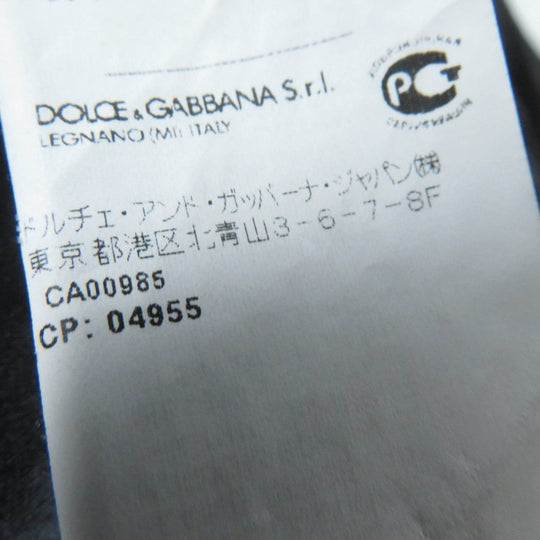 DOLCE & GABBANA S.r.l.
LEGNANO (MI) ITALY
ドルチェ・アンド・ガッバーナ・ジャパン㈱
東京都港区北青山3-6-7-8F
CA00985
CP: 04955